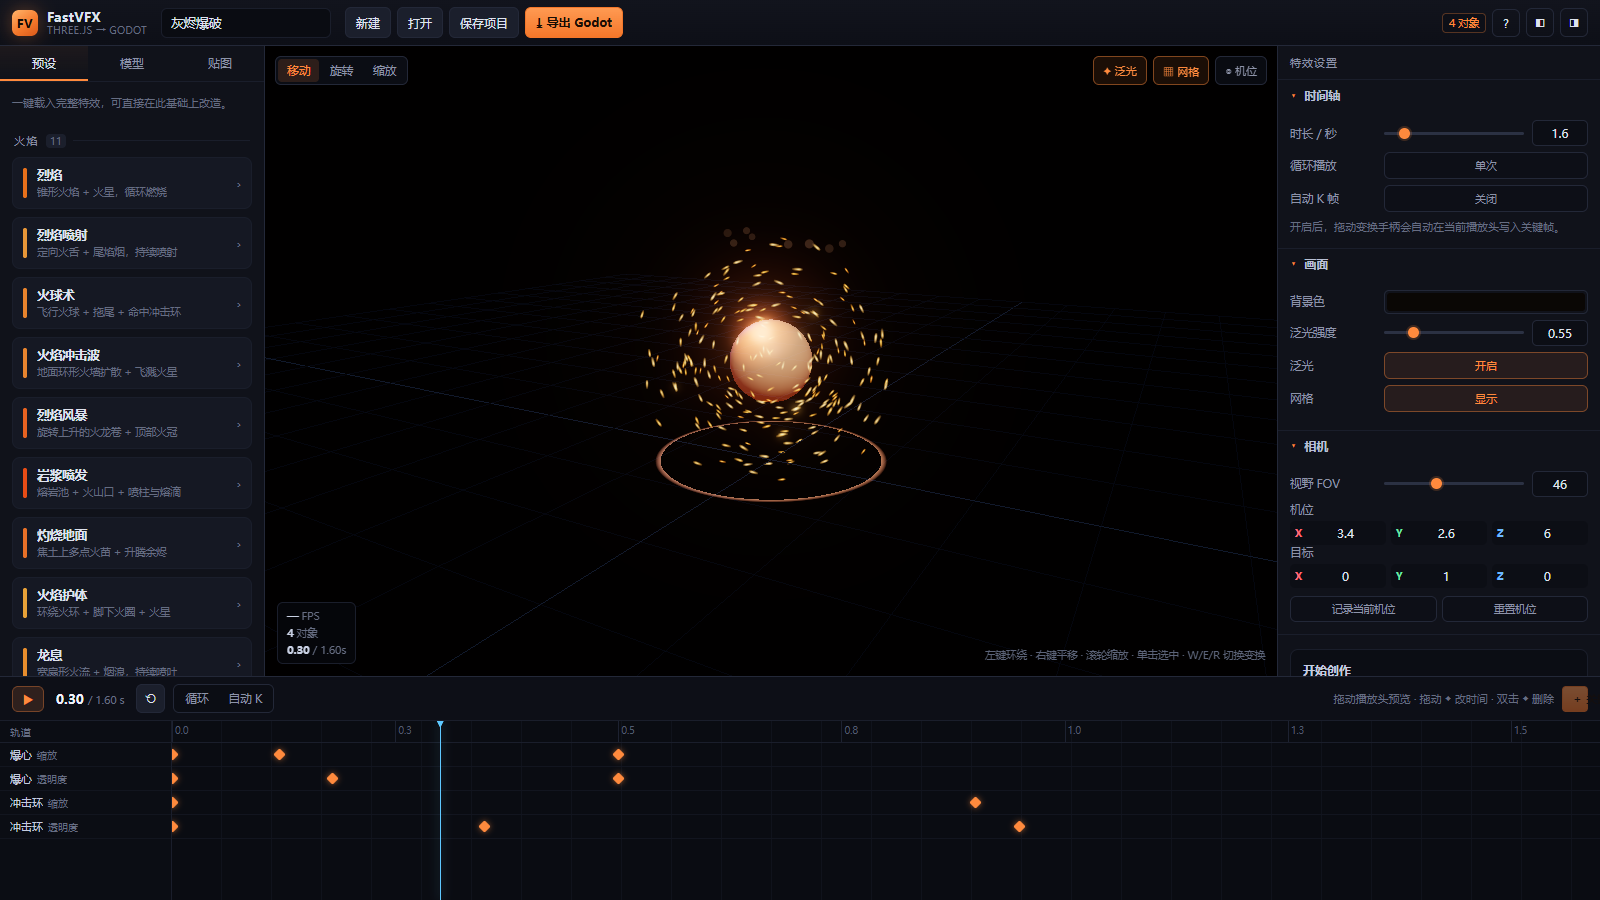 FV
FastVFX
THREE.JS → GODOT
灰烬爆破
新建
打开
保存项目
导出 Godot
4 对象
?
预设
模型
贴图
一键载入完整特效，可直接在此基础上改造。
火焰 11
烈焰
锥形火焰 + 火星，循环燃烧
烈焰喷射
定向火舌 + 尾焰烟，持续喷射
火球术
飞行火球 + 拖尾 + 命中冲击环
火焰冲击波
地面环形火墙扩散 + 飞溅火星
烈焰风暴
旋转上升的火龙卷 + 顶部火冠
岩浆喷发
熔岩池 + 火山口 + 喷柱与熔滴
灼烧地面
焦土上多点火苗 + 升腾余烬
火焰护体
环绕火环 + 脚下火圈 + 火星
龙息
宽扇形火流 + 烟浪，持续喷吐
移动
旋转
缩放
泛光
网格
机位
— FPS
4 对象
0.30 / 1.60s
左键环绕 · 右键平移 · 滚轮缩放 · 单击选中 · W/E/R 切换变换
特效设置
时间轴
时长 / 秒
1.6
循环播放
单次
自动 K 帧
关闭
开启后，拖动变换手柄会自动在当前播放头写入关键帧。
画面
背景色
泛光强度
0.55
泛光
开启
网格
显示
相机
视野 FOV
46
机位
X 3.4 Y 2.6 Z 6
目标
X 0 Y 1 Z 0
记录当前机位
重置机位
开始创作
0.30 / 1.60 s
循环
自动 K
拖动播放头预览 · 拖动 ◆ 改时间 · 双击 ◆ 删除
+
轨道
0.0 0.3 0.5 0.8 1.0 1.3 1.5
爆心 缩放
爆心 透明度
冲击环 缩放
冲击环 透明度